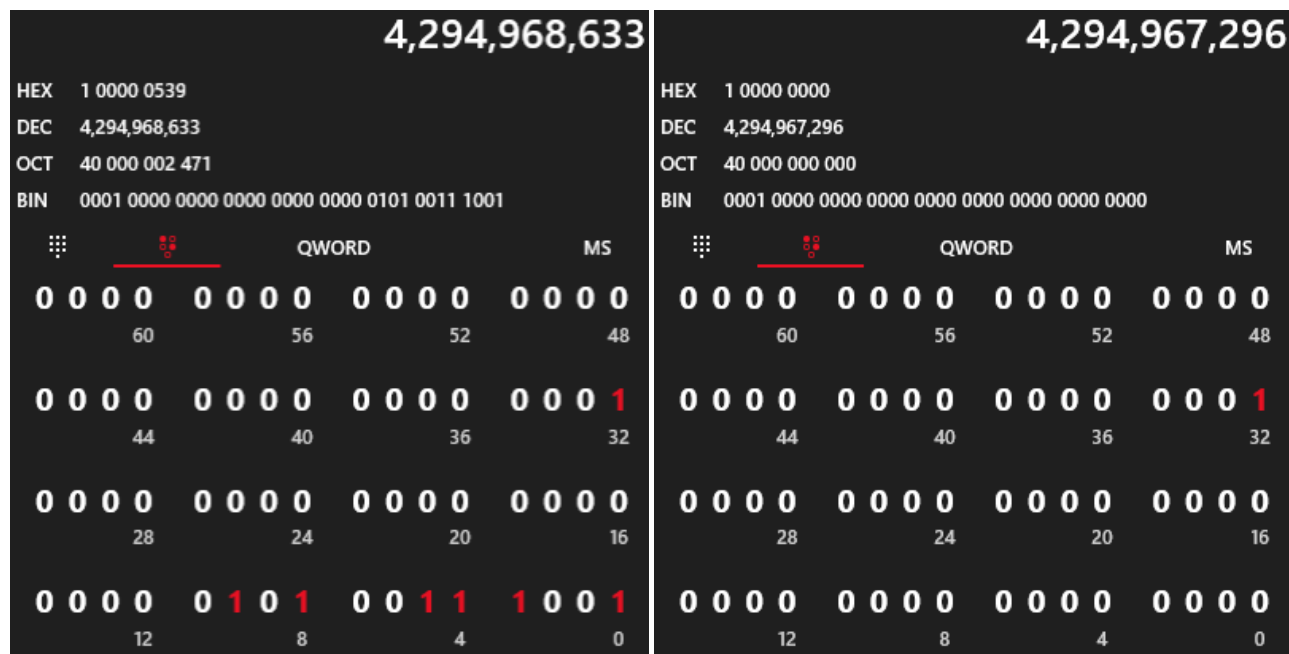 4,294,968,633
HEX 1 0000 0539
DEC 4,294,968,633
OCT 40 000 002 471
BIN 0001 0000 0000 0000 0000 0000 0101 0011 1001
QWORD MS
0 0 0 0 0 0 0 0 0 0 0 0 0 0 0 0
60 56 52 48
0 0 0 0 0 0 0 0 0 0 0 0 0 0 0 1
44 40 36 32
0 0 0 0 0 0 0 0 0 0 0 0 0 0 0 0
28 24 20 16
0 0 0 0 0 1 0 1 0 0 1 1 1 0 0 1
12 8 4 0
4,294,967,296
HEX 1 0000 0000
DEC 4,294,967,296
OCT 40 000 000 000
BIN 0001 0000 0000 0000 0000 0000 0000 0000 0000
QWORD MS
0 0 0 0 0 0 0 0 0 0 0 0 0 0 0 0
60 56 52 48
0 0 0 0 0 0 0 0 0 0 0 0 0 0 0 1
44 40 36 32
0 0 0 0 0 0 0 0 0 0 0 0 0 0 0 0
28 24 20 16
0 0 0 0 0 0 0 0 0 0 0 0 0 0 0 0
12 8 4 0